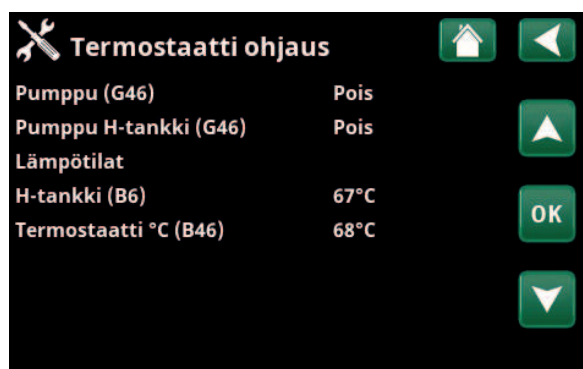 Termostaatti ohjaus
Pumppu (G46) Pois
Pumppu H-tankki (G46) Pois
Lämpötilat
H-tankki (B6) 67°C
Termostaatti °C (B46) 68°C
OK